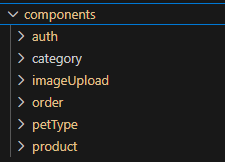 components
auth
category
imageUpload
order
petType
product